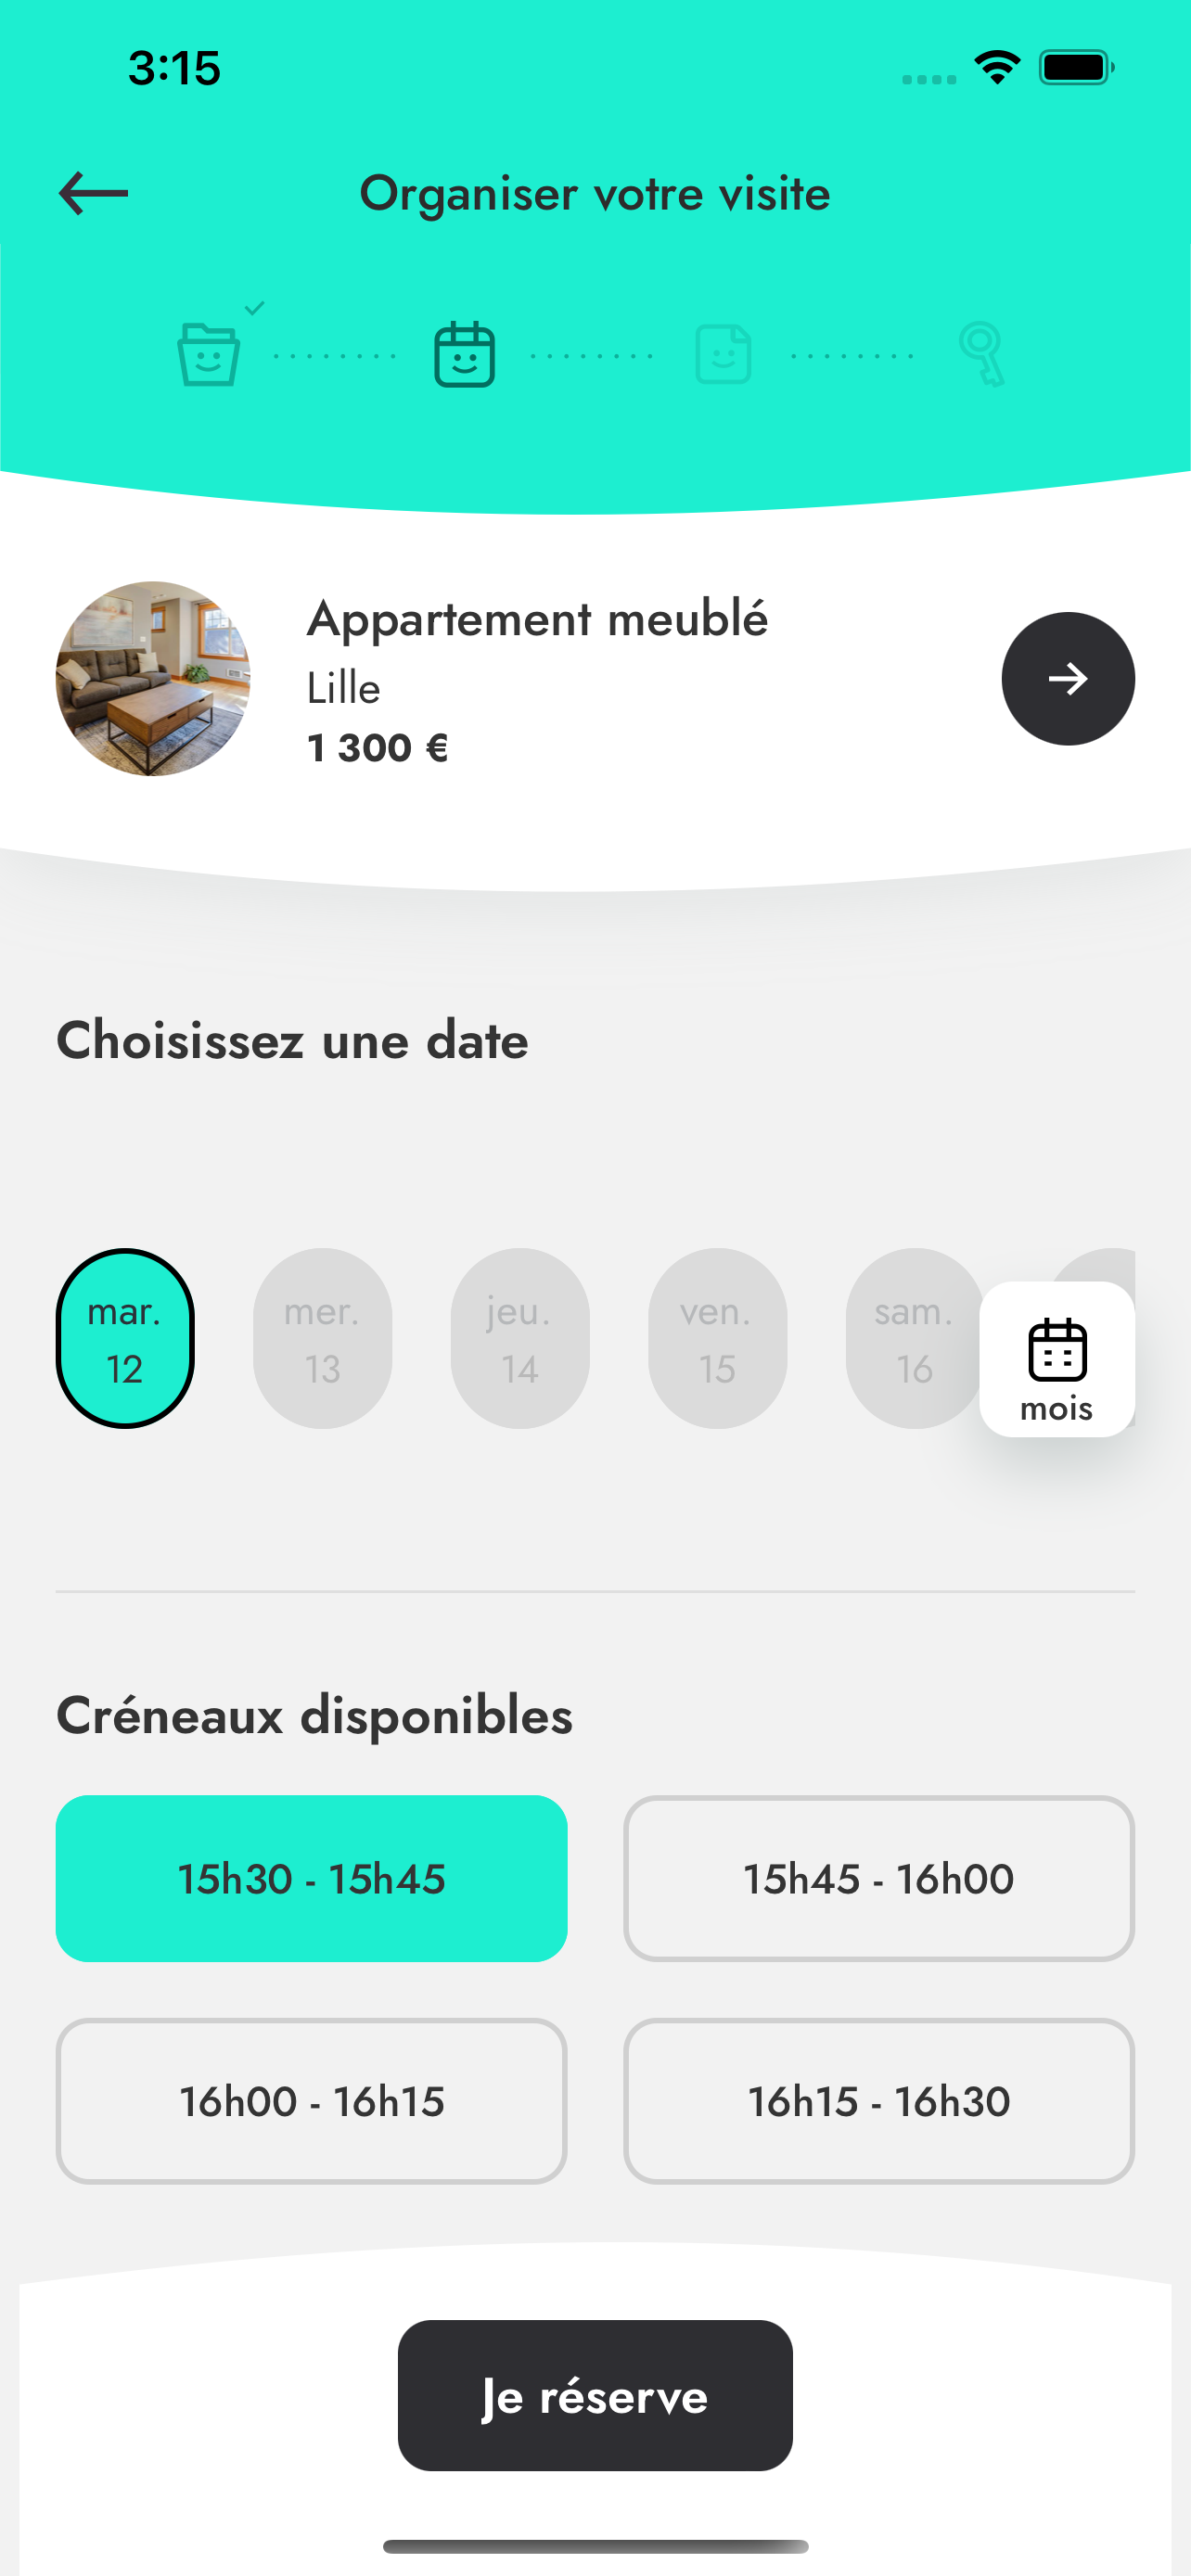 3:15
Organiser votre visite
Appartement meublé
Lille
1 300 €
Choisissez une date
mar. mer. jeu. ven. sam.
12 13 14 15 16
mois
Créneaux disponibles
15h30 - 15h45 15h45 - 16h00
16h00 - 16h15 16h15 - 16h30
Je réserve